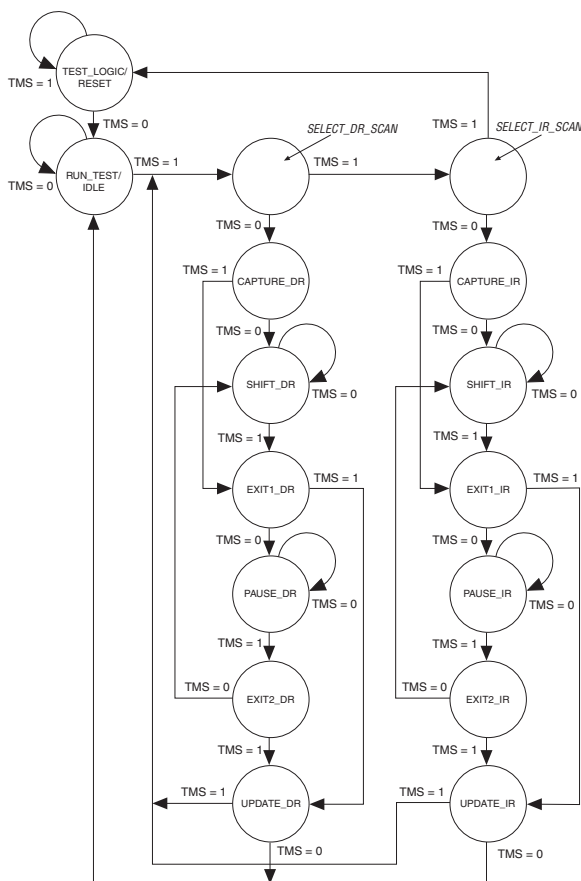 TEST_LOGIC/
RESET
TMS = 1
TMS = 0
SELECT_DR_SCAN
TMS = 1
SELECT_IR_SCAN
RUN_TEST/
IDLE
TMS = 0
TMS = 1
TMS = 1
TMS = 0
TMS = 0
TMS = 1
CAPTURE_DR
TMS = 1
CAPTURE_IR
TMS = 0
TMS = 0
SHIFT_DR
TMS = 0
SHIFT_IR
TMS = 0
TMS = 1
TMS = 1
EXIT1_DR
TMS = 1
EXIT1_IR
TMS = 1
TMS = 0
TMS = 0
PAUSE_DR
TMS = 0
PAUSE_IR
TMS = 0
TMS = 1
TMS = 1
TMS = 0
EXIT2_DR
TMS = 0
EXIT2_IR
TMS = 1
TMS = 1
TMS = 1
UPDATE_DR
TMS = 1
UPDATE_IR
TMS = 0
TMS = 0